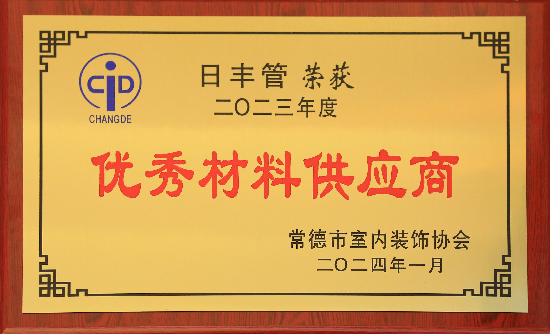 CID
CHANGDE
日丰管 荣获
二〇二三年度
优秀材料供应商
常德市室内装饰协会
二〇二四年一月